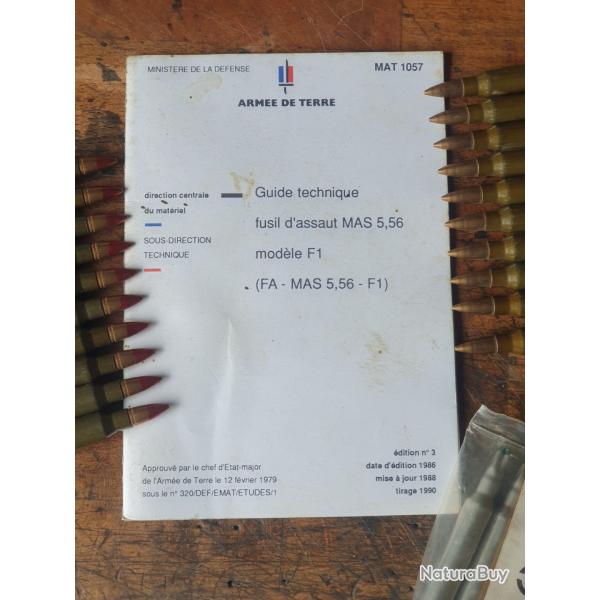 MINISTERE DE LA DEFENSE
MAT 1057
ARMEE DE TERRE
direction centrale
du matériel
SOUS-DIRECTION
TECHNIQUE
Guide technique
fusil d'assaut MAS 5,56
modèle F1
(FA - MAS 5,56 - F1)
Approuvé par le chef d'Etat-major
de l'Armée de Terre le 12 février 1979
sous le n° 320/DEF/EMAT/ETUDES/1
édition n° 3
date d'édition 1986
mise à jour 1988
tirage 1990
NaturaBuy